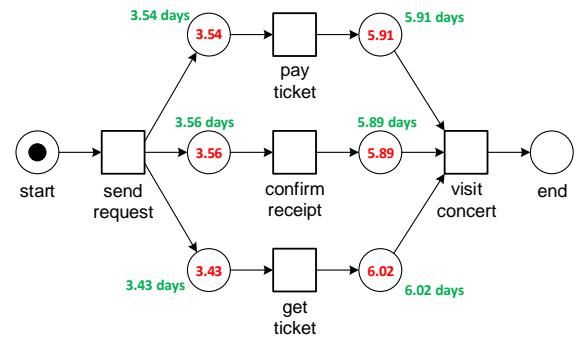 3.54 days
3.54
pay
ticket
5.91
5.91 days
start
send
request
3.56 days
3.56
confirm
receipt
5.89 days
5.89
visit
concert
end
3.43 days
3.43
get
ticket
6.02
6.02 days